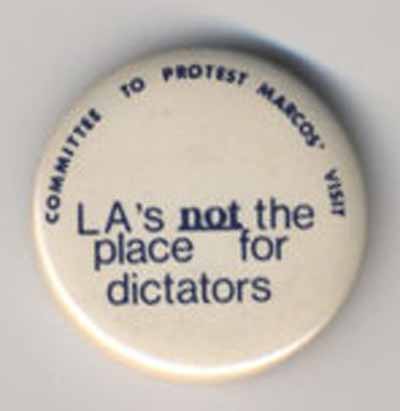 COMMITTEE TO PROTEST MARCOS' VISIT
LA's not the
place for
dictators